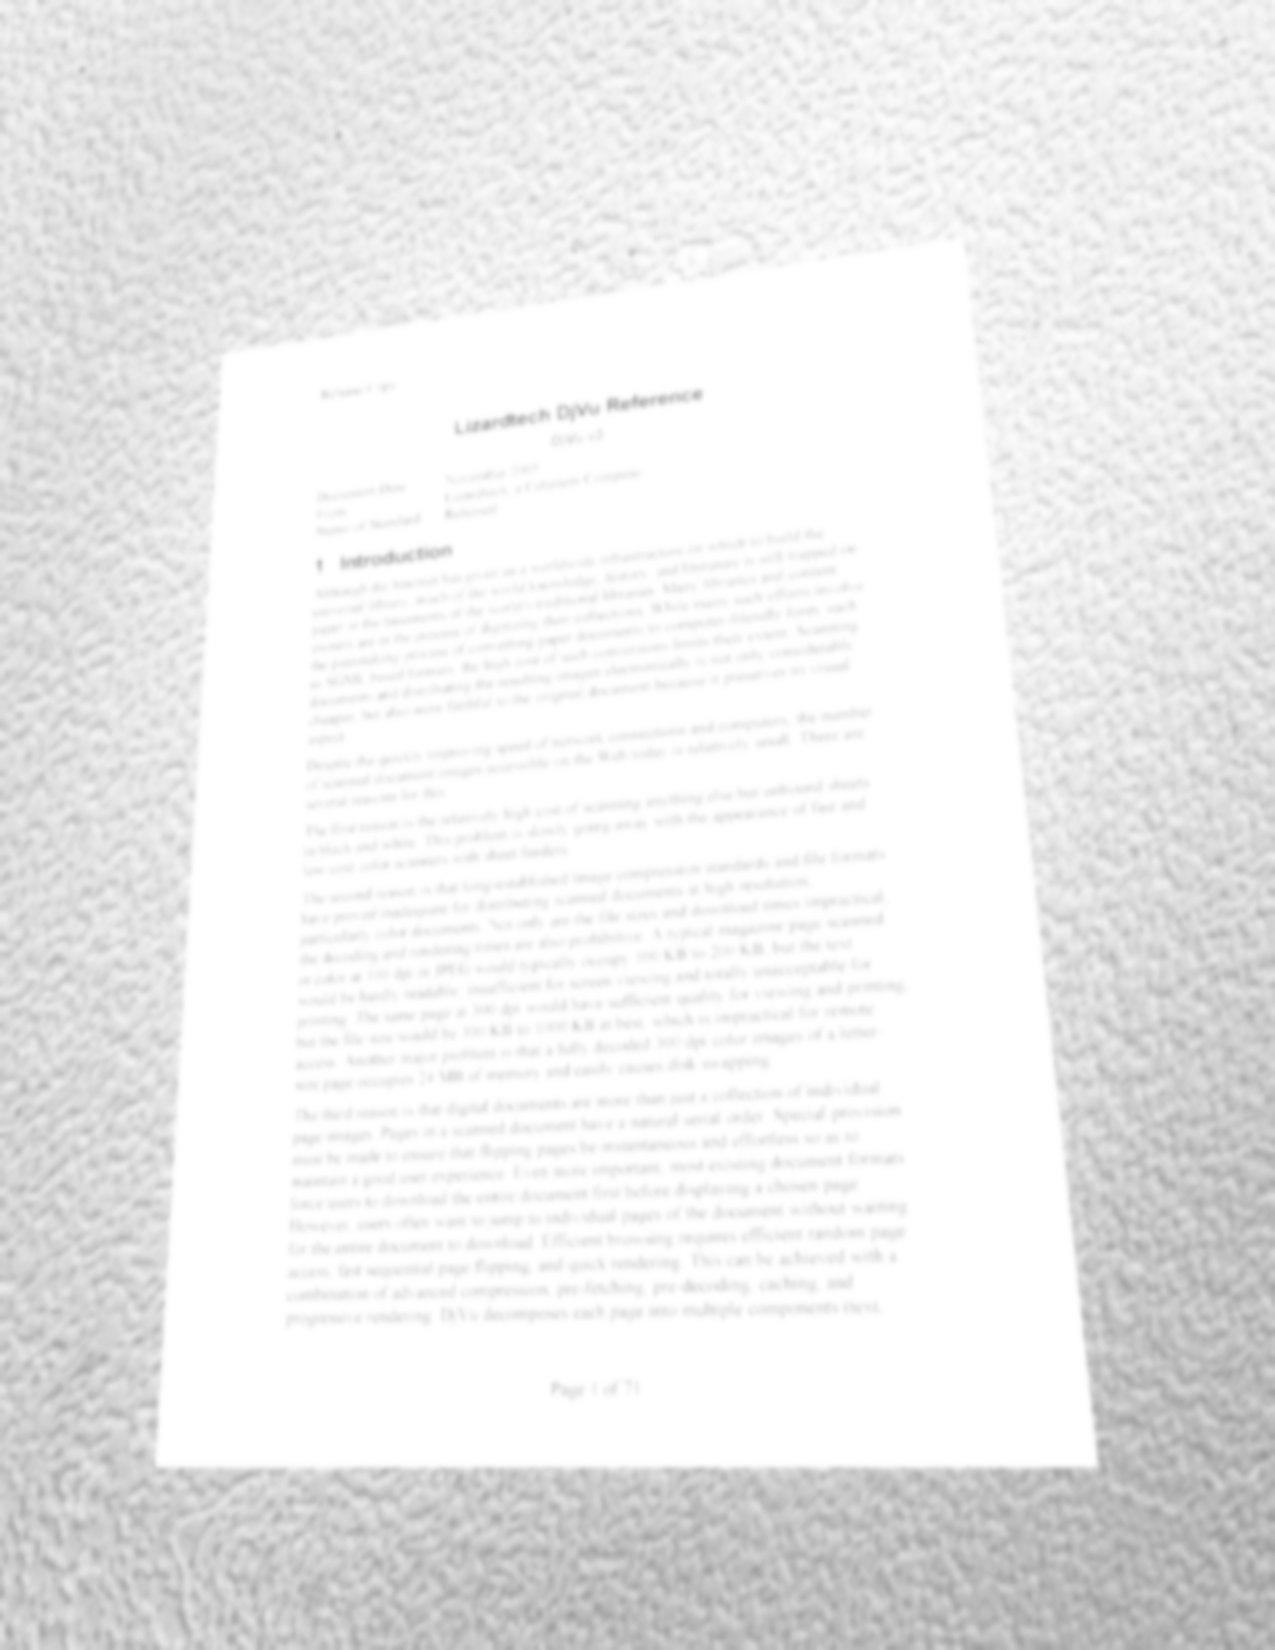 Lizardtech DjVu Reference
DjVu v3
Document Date
November
From
Lizardtech, a Celartem Company
Status of Standard
Released
1 Introduction
Although the Internet has given us a worldwide infrastructure on which to build the
universal library, much of the world knowledge, history, and literature is still trapped on
paper in the basements of the world's traditional libraries. Many libraries and content
owners are in the process of digitizing their collections. While many such efforts involve
the painstaking process of converting paper documents to computer-friendly form, such
as SGML based formats, the high cost of such conversions limits their extent. Scanning
documents and distributing the resulting images electronically is not only considerably
cheaper, but also more faithful to the original document because it preserves its visual
aspect.
Despite the quickly improving speed of network connections and computers, the number
of scanned document images accessible on the Web today is relatively small. There are
several reasons for this.
The first reason is the relatively high cost of scanning anything else but unbound sheets
in black and white. This problem is slowly going away with the appearance of fast and
low-cost color scanners with sheet feeders.
The second reason is that long-established image compression standards and file formats
have proved inadequate for distributing scanned documents at high resolution,
particularly color documents. Not only are the file sizes and download times impractical,
the decoding and rendering times are also prohibitive. A typical magazine page scanned
in color at 100 dpi in JPEG would typically occupy 100 KB to 200 KB, but the text
would be hardly readable: insufficient for screen viewing and totally unacceptable for
printing. The same page at 300 dpi would have sufficient quality for viewing and printing,
but the file size would be 300 KB to 1000 KB at best, which is impractical for remote
access. Another major problem is that a fully decoded 300 dpi color images of a letter-
size page occupies 24 MB of memory and easily causes disk swapping.
The third reason is that digital documents are more than just a collection of individual
page images. Pages in a scanned document have a natural serial order. Special provision
must be made to ensure that flipping pages be instantaneous and effortless so as to
maintain a good user experience. Even more important, most existing document formats
force users to download the entire document first before displaying a chosen page.
However, users often want to jump to individual pages of the document without waiting
for the entire document to download. Efficient browsing requires efficient random page
access, fast sequential page flipping, and quick rendering. This can be achieved with a
combination of advanced compression, pre-fetching, pre-decoding, caching, and
progressive rendering. DjVu decomposes each page into multiple components (text,
Page 1 of 71